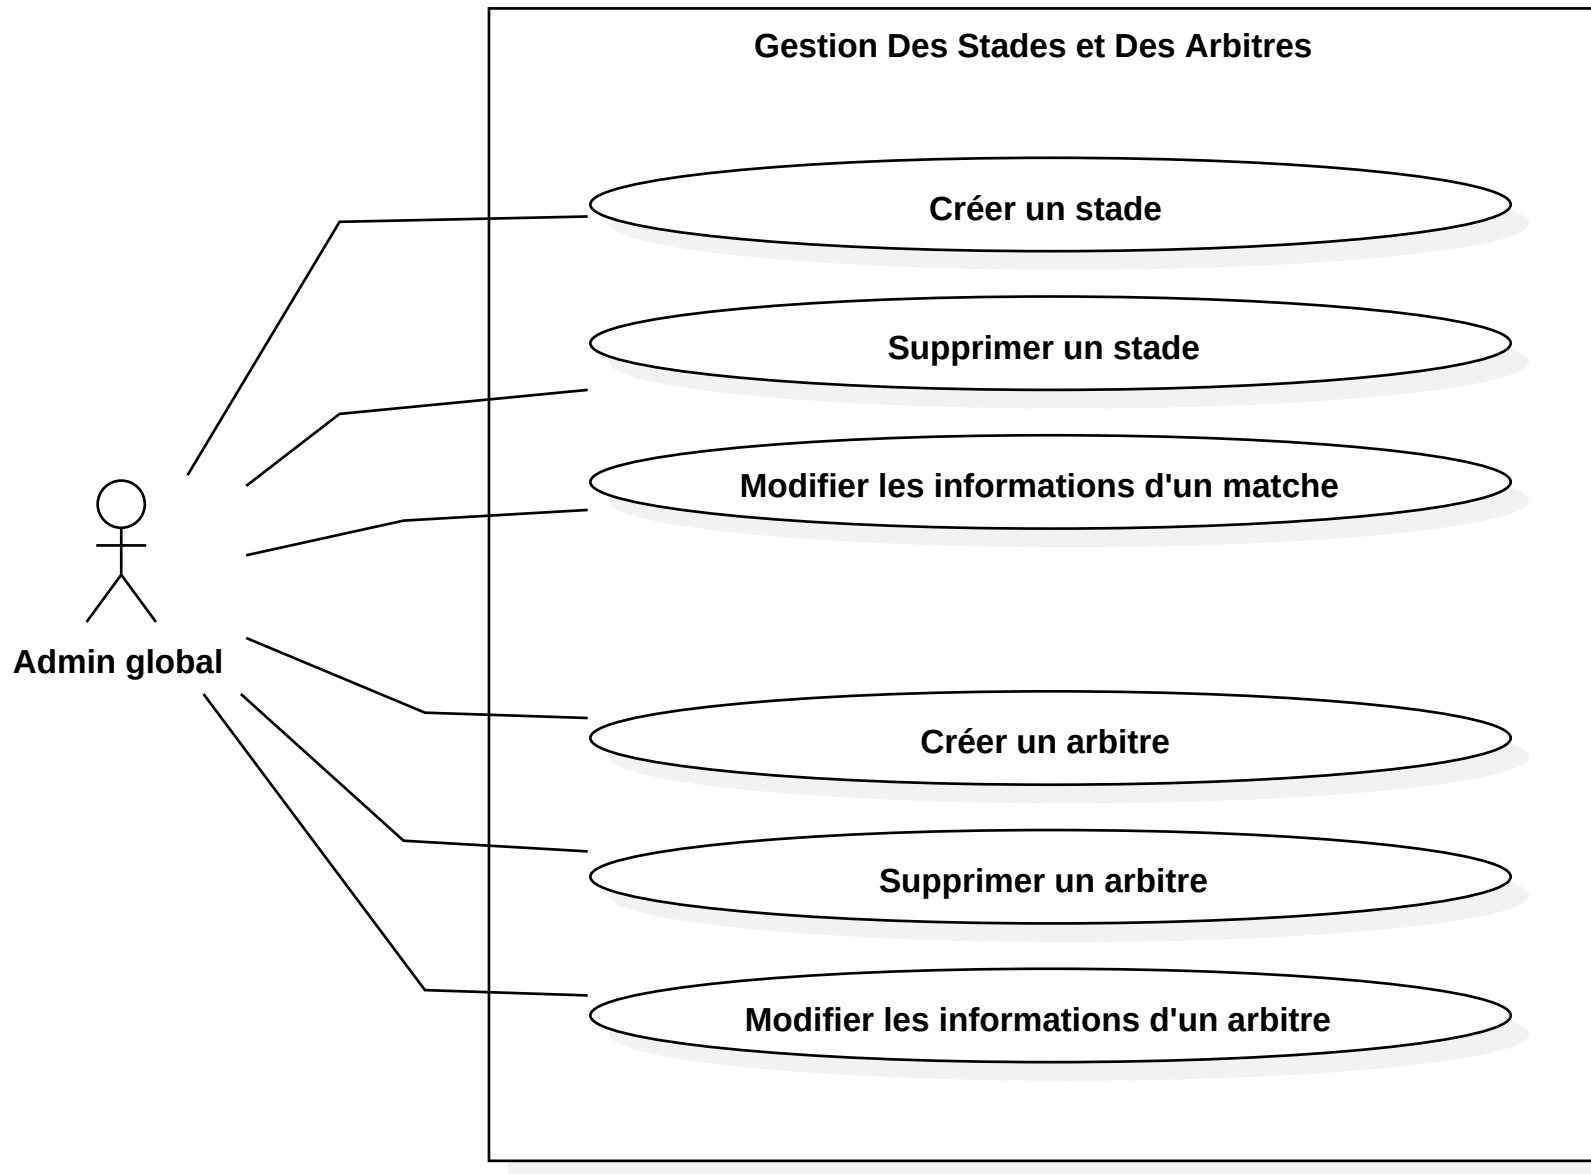 Gestion Des Stades et Des Arbitres
Créer un stade
Supprimer un stade
Modifier les informations d'un matche
Admin global
Créer un arbitre
Supprimer un arbitre
Modifier les informations d'un arbitre